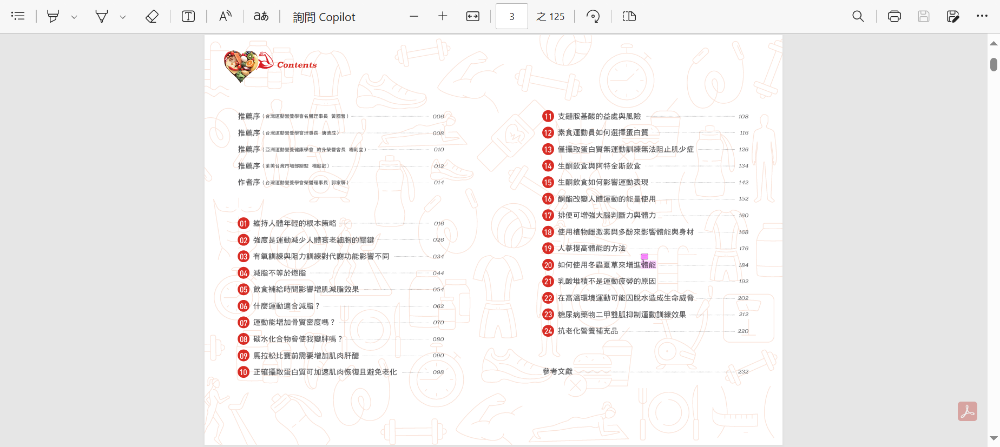 詢問 Copilot
3
之 125
Contents
推薦序（台灣運動營養學會名譽理事長 黃國晉） 006
推薦序（台灣運動營養學會理事長 唐德成） 008
推薦序（亞洲運動營養健康學會 終身榮譽會長 楊則宜） 010
推薦序（萊美台灣市場部總監 楊庭歡） 012
作者序（台灣運動營養學會榮譽理事長 郭家驊） 014
01 維持人體年輕的根本策略 016
02 強度是運動減少人體衰老細胞的關鍵 026
03 有氧訓練與阻力訓練對代謝功能影響不同 034
04 減脂不等於燃脂 044
05 飲食補給時間影響增肌減脂效果 054
06 什麼運動適合減脂？ 062
07 運動能增加骨質密度嗎？ 070
08 碳水化合物會使我變胖嗎？ 080
09 馬拉松比賽前需要增加肌肉肝醣 090
10 正確攝取蛋白質可加速肌肉恢復且避免老化 098
11 支鏈胺基酸的益處與風險 108
12 素食運動員如何選擇蛋白質 116
13 僅攝取蛋白質無運動訓練無法阻止肌少症 126
14 生酮飲食與阿特金斯飲食 134
15 生酮飲食如何影響運動表現 142
16 酮酯改變人體運動的能量使用 152
17 排便可增強大腦判斷力與體力 160
18 使用植物雌激素與多酚來影響體能與身材 168
19 人蔘提高體能的方法 176
20 如何使用冬蟲夏草來增進體能 184
21 乳酸堆積不是運動疲勞的原因 192
22 在高溫環境運動可能因脫水造成生命威脅 202
23 糖尿病藥物二甲雙胍抑制運動訓練效果 212
24 抗老化營養補充品 220
參考文獻 232